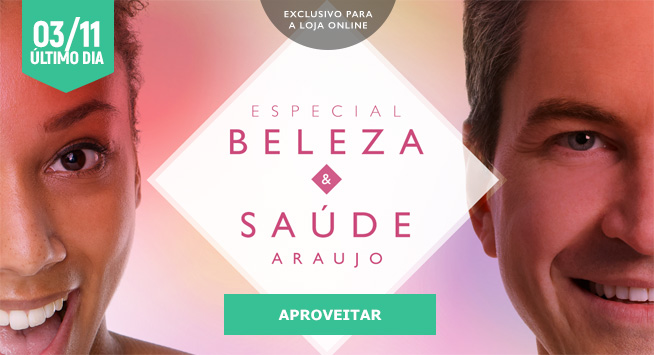 03/11
ÚLTIMO DIA
EXCLUSIVO PARA
A LOJA ONLINE
ESPECIAL
BELEZA
&
SAÚDE
ARAUJO
APROVEITAR